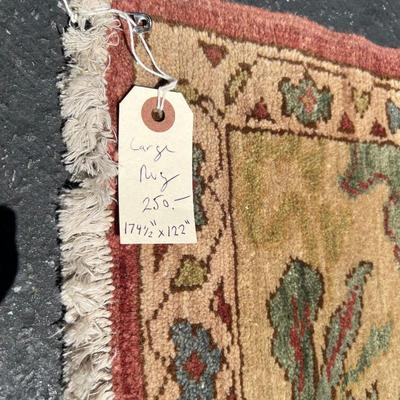 Large
Rug
250.-
174½" x 122"